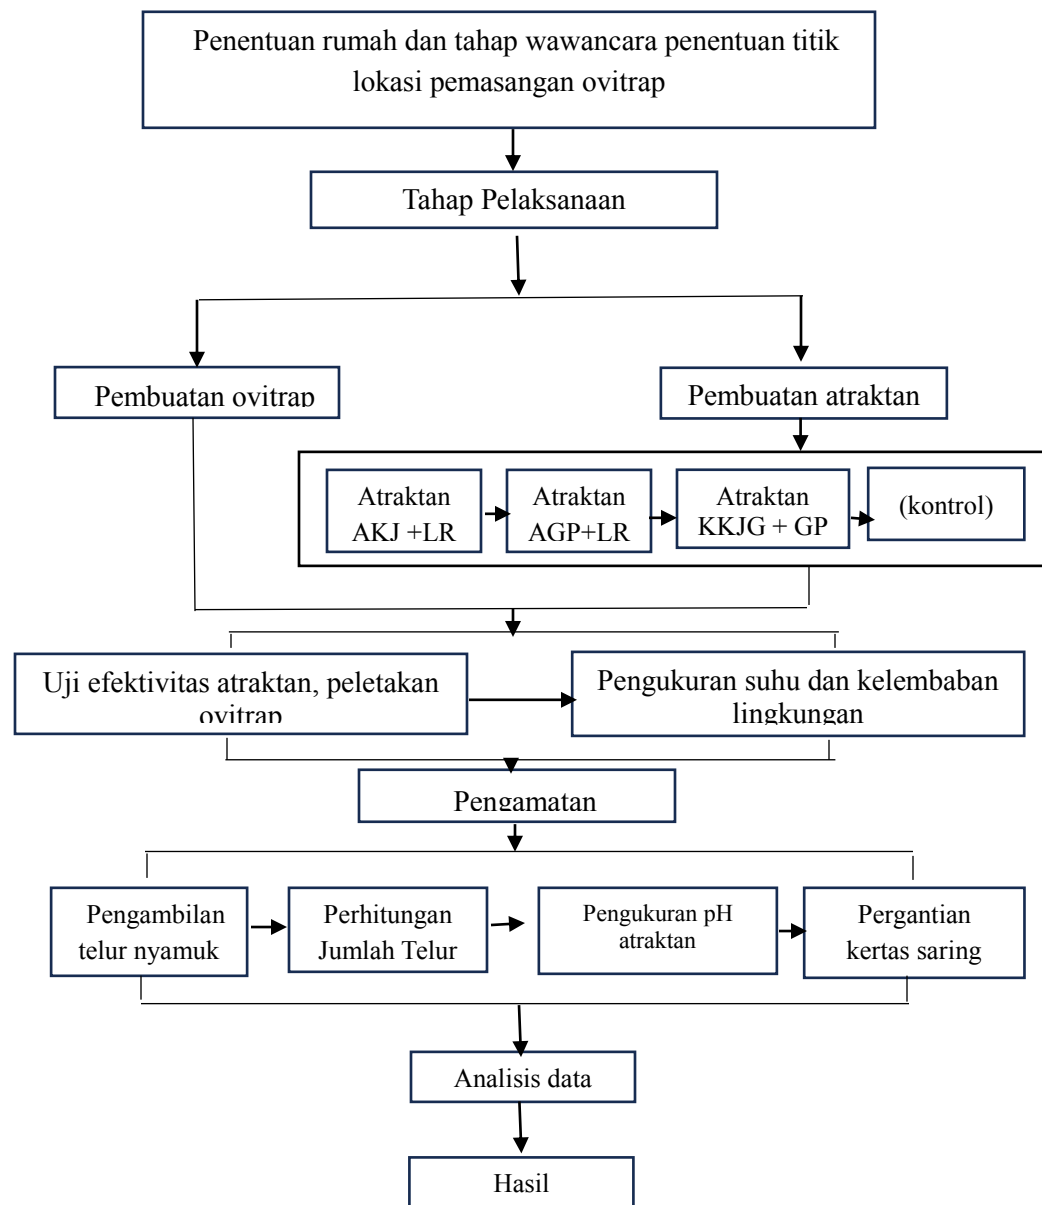 Penentuan rumah dan tahap wawancara penentuan titik
lokasi pemasangan ovitrap
Tahap Pelaksanaan
Pembuatan ovitrap
Pembuatan atraktan
Atraktan
AKJ +LR
Atraktan
AGP+LR
Atraktan
KKJG + GP
(kontrol)
Uji efektivitas atraktan, peletakan
ovitrap
Pengukuran suhu dan kelembaban
lingkungan
Pengamatan
Pengambilan
telur nyamuk
Perhitungan
Jumlah Telur
Pengukuran pH
atraktan
Pergantian
kertas saring
Analisis data
Hasil